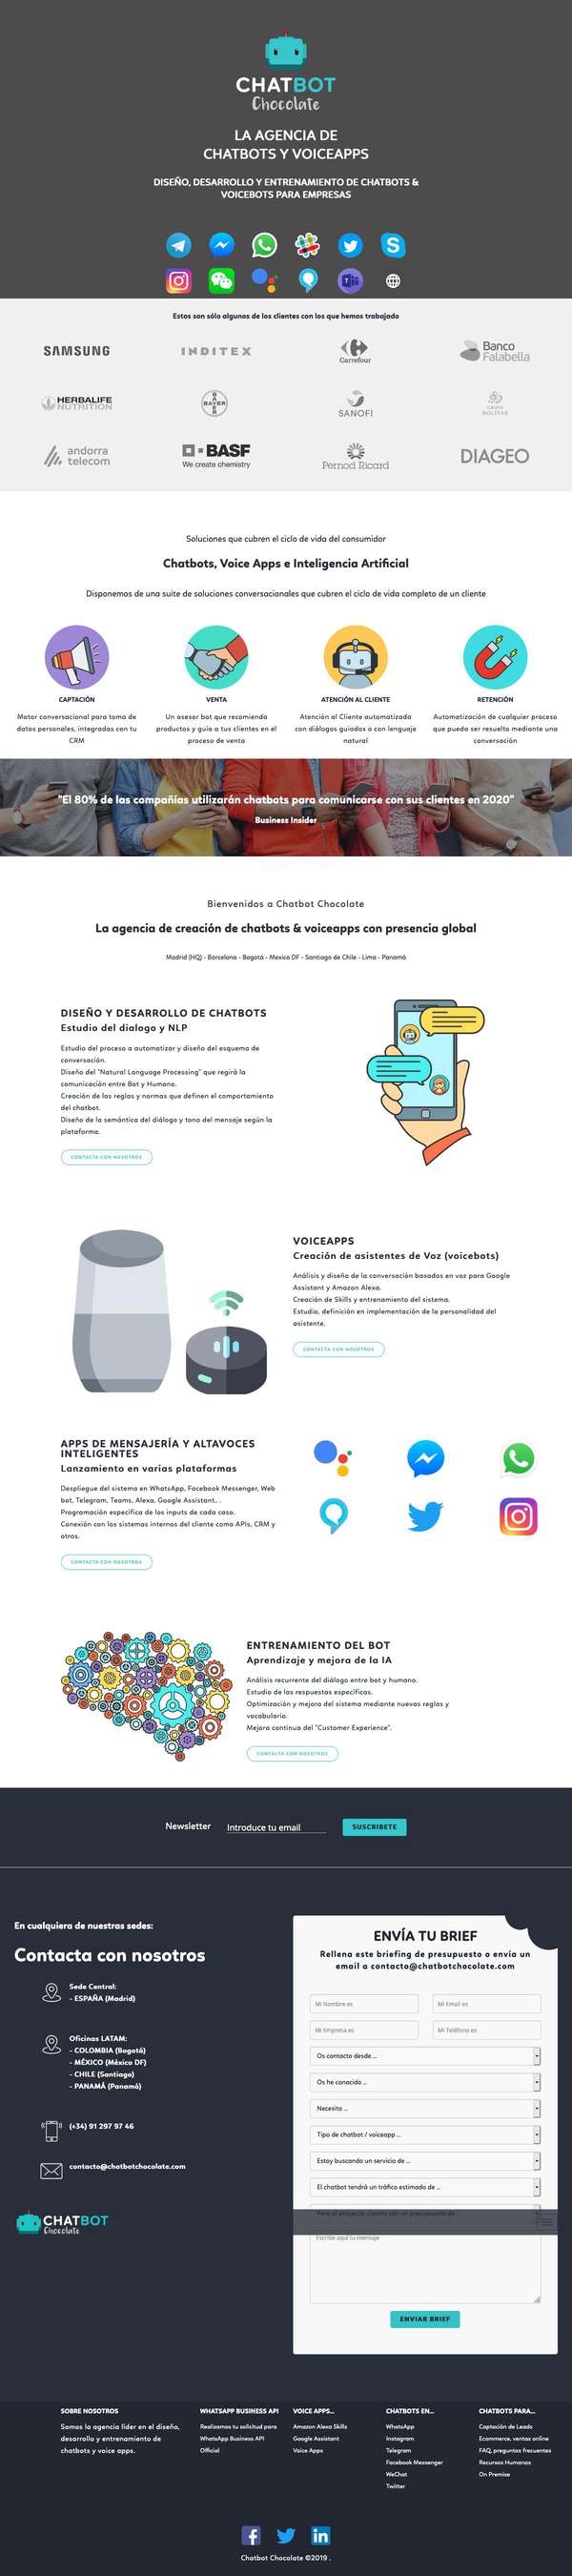 CHATBOT
Chocolate
LA AGENCIA DE
CHATBOTS Y VOICEAPPS
DISEÑO, DESARROLLO Y ENTRENAMIENTO DE CHATBOTS &
VOICEBOTS PARA EMPRESAS
Estos son sólo algunos de los clientes con los que hemos trabajado
SAMSUNG
INDITEX
Carrefour
Banco
Falabella
HERBALIFE
NUTRITION
BAYER
SANOFI
GRUPO
BOLÍVAR
andorra
telecom
BASF
We create chemistry
Pernod Ricard
DIAGEO
Soluciones que cubren el ciclo de vida del consumidor
Chatbots, Voice Apps e Inteligencia Artificial
Disponemos de una suite de soluciones conversacionales que cubren el ciclo de vida completo de un cliente
CAPTACIÓN
Motor conversacional para toma de
datos personales, integrados con tu
CRM
VENTA
Un asesor bot que recomienda
productos y guía a tus clientes en el
proceso de venta
ATENCIÓN AL CLIENTE
Atención al Cliente automatizada
con diálogos guiados o con lenguaje
natural
RETENCIÓN
Automatización de cualquier proceso
que pueda ser resuelto mediante una
conversación
"El 80% de las compañías utilizarán chatbots para comunicarse con sus clientes en 2020"
Business Insider
Bienvenidos a Chatbot Chocolate
La agencia de creación de chatbots & voiceapps con presencia global
Madrid (HQ) - Barcelona - Bogotá - Mexico DF - Santiago de Chile - Lima - Panamá
DISEÑO Y DESARROLLO DE CHATBOTS
Estudio del dialogo y NLP
Estudio del proceso a automatizar y diseño del esquema de
conversación.
Diseño del "Natural Language Processing" que regirá la
comunicación entre Bot y Humano.
Creación de las reglas y normas que definen el comportamiento
del chatbot.
Diseño de la semántica del diálogo y tono del mensaje según la
plataforma.
CONTACTA CON NOSOTROS
VOICEAPPS
Creación de asistentes de Voz (voicebots)
Análisis y diseño de la conversación basados en voz para Google
Assistant y Amazon Alexa.
Creación de Skills y entrenamiento del sistema.
Estudio, definición en implementación de la personalidad del
asistente.
CONTACTA CON NOSOTROS
APPS DE MENSAJERÍA Y ALTAVOCES
INTELIGENTES
Lanzamiento en varias plataformas
Despliegue del sistema en WhatsApp, Facebook Messenger, Web
bot, Telegram, Teams, Alexa, Google Assistant...
Programación específica de los inputs de cada caso.
Conexión con los sistemas internos del cliente como APIs, CRM y
otros.
CONTACTA CON NOSOTROS
ENTRENAMIENTO DEL BOT
Aprendizaje y mejora de la IA
Análisis recurrente del diálogo entre bot y humano.
Estudio de las respuestas específicas.
Optimización y mejora del sistema mediante nuevas reglas y
vocabulario.
Mejora continua del "Customer Experience".
CONTACTA CON NOSOTROS
Newsletter
Introduce tu email
SUSCRIBETE
En cualquiera de nuestras sedes:
Contacta con nosotros
Sede Central:
- ESPAÑA (Madrid)
Oficinas LATAM:
- COLOMBIA (Bogotá)
- MÉXICO (México DF)
- CHILE (Santiago)
- PANAMÁ (Panamá)
(+34) 91 297 97 46
contacto@chatbotchocolate.com
CHATBOT
Chocolate
ENVÍA TU BRIEF
Rellena este briefing de presupuesto o envia un
email a contacto@chatbotchocolate.com
Mi Nombre es
Mi Email es
Mi Empresa es
Mi Teléfono es
Os contacto desde ...
Os he conocido ...
Necesito ...
Tipo de chatbot / voiceapp ...
Estoy buscando un servicio de ...
El chatbot tendrá un tráfico estimado de ...
Para el proyecto, cuento con un presupuesto de ...
Escribe aquí tu mensaje
ENVIAR BRIEF
SOBRE NOSOTROS
Somos la agencia líder en el diseño,
desarrollo y entrenamiento de
chatbots y voice apps.
WHATSAPP BUSINESS API
Realizamos tu solicitud para
WhatsApp Business API
Official
VOICE APPS...
Amazon Alexa Skills
Google Assistant
Voice Apps
CHATBOTS EN...
WhatsApp
Instagram
Telegram
Facebook Messenger
WeChat
Twitter
CHATBOTS PARA...
Captación de Leads
Ecommerce, ventas online
FAQ, preguntas frecuentes
Recursos Humanos
On Premise
Chatbot Chocolate ©2019 .